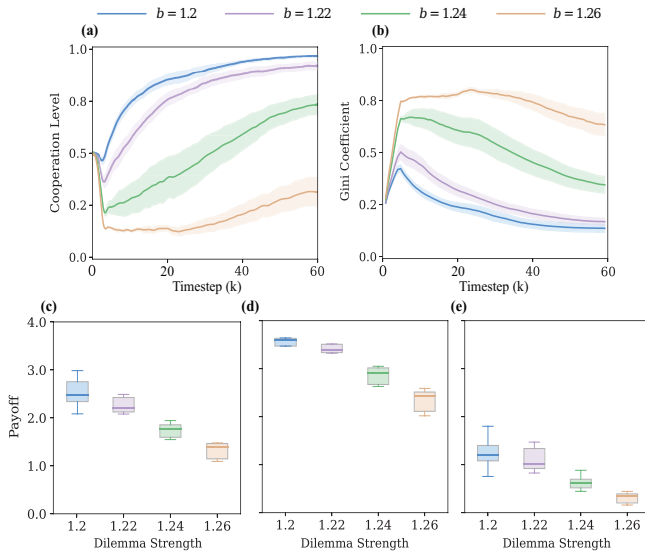 b = 1.2 b = 1.22 b = 1.24 b = 1.26
(a) (b)
1.0 0.8 0.5 0.2 0.0
Cooperation Level
0 20 40 60
Timestep (k)
1.0 0.8 0.5 0.2 0.0
Gini Coefficient
0 20 40 60
Timestep (k)
(c) (d) (e)
4.0 3.0 2.0 1.0 0.0
Payoff
1.2 1.22 1.24 1.26
Dilemma Strength
1.2 1.22 1.24 1.26
Dilemma Strength
1.2 1.22 1.24 1.26
Dilemma Strength